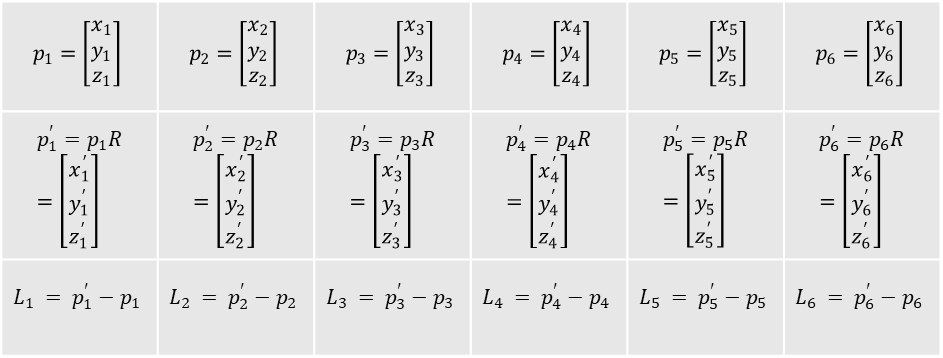 p₁ = [x₁ y₁ z₁] p₂ = [x₂ y₂ z₂] p₃ = [x₃ y₃ z₃] p₄ = [x₄ y₄ z₄] p₅ = [x₅ y₅ z₅] p₆ = [x₆ y₆ z₆]
p₁′ = p₁R p₂′ = p₂R p₃′ = p₃R p₄′ = p₄R p₅′ = p₅R p₆′ = p₆R
= [x₁′ y₁′ z₁′] = [x₂′ y₂′ z₂′] = [x₃′ y₃′ z₃′] = [x₄′ y₄′ z₄′] = [x₅′ y₅′ z₅′] = [x₆′ y₆′ z₆′]
L₁ = p₁′ − p₁ L₂ = p₂′ − p₂ L₃ = p₃′ − p₃ L₄ = p₄′ − p₄ L₅ = p₅′ − p₅ L₆ = p₆′ − p₆